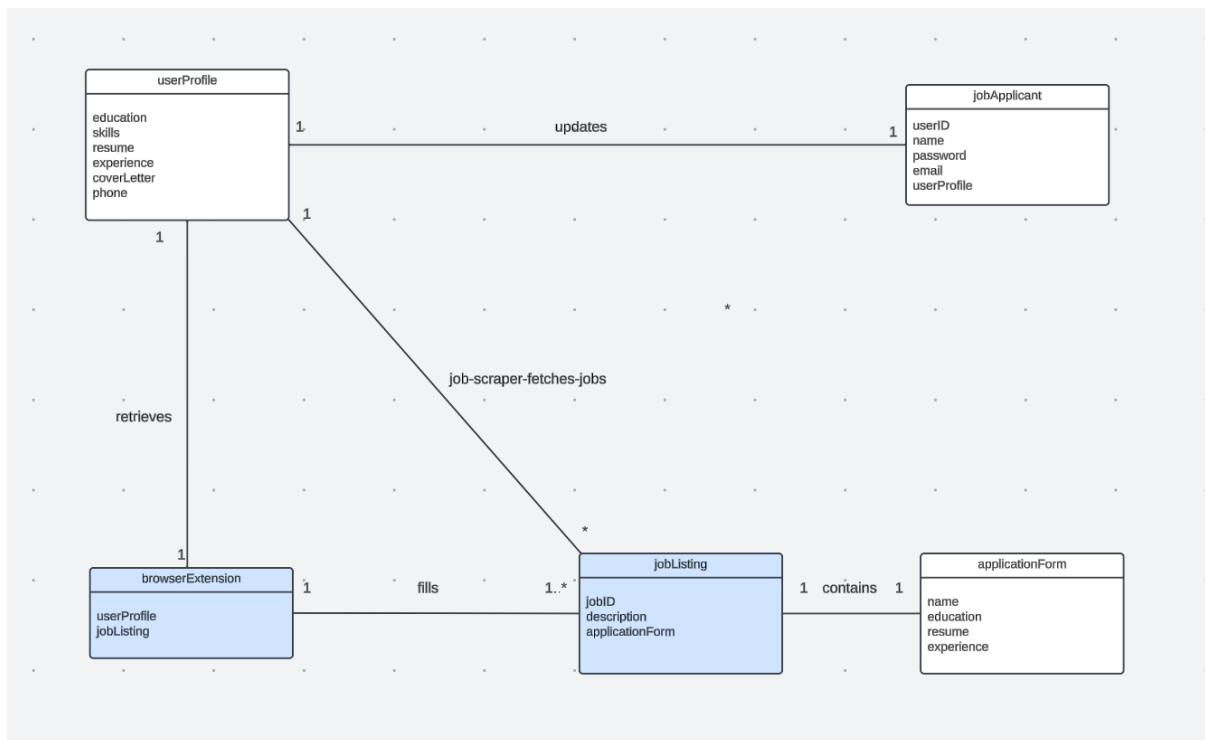 userProfile
education
skills
resume
experience
coverLetter
phone
1
updates
1
jobApplicant
userID
name
password
email
userProfile
1
1
*
job-scraper-fetches-jobs
retrieves
*
1
browserExtension
userProfile
jobListing
1
fills
1..*
jobListing
jobID
description
applicationForm
1
contains
1
applicationForm
name
education
resume
experience